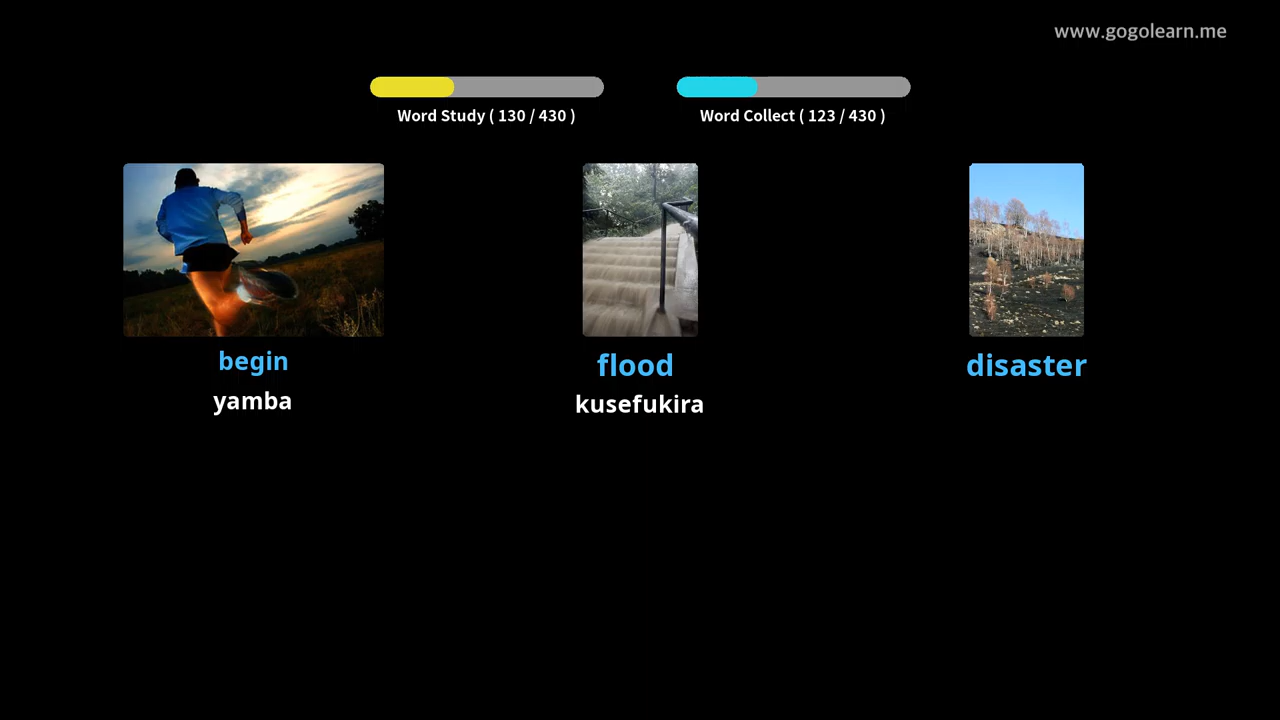 www.gogolearn.me
Word Study ( 130 / 430 )
Word Collect ( 123 / 430 )
begin
yamba
flood
kusefukira
disaster